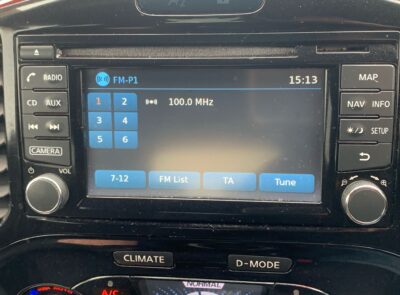 RADIO
CD AUX
CAMERA
VOL
FM-P1
15:13
1 2
100.0 MHz
3 4
5 6
7-12
FM List
TA
Tune
MAP
NAV INFO
SETUP
CLIMATE
D-MODE
NORMAL
A/C